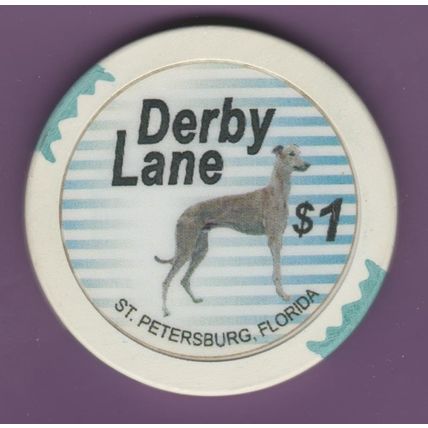 Derby
Lane
$1
ST. PETERSBURG, FLORIDA